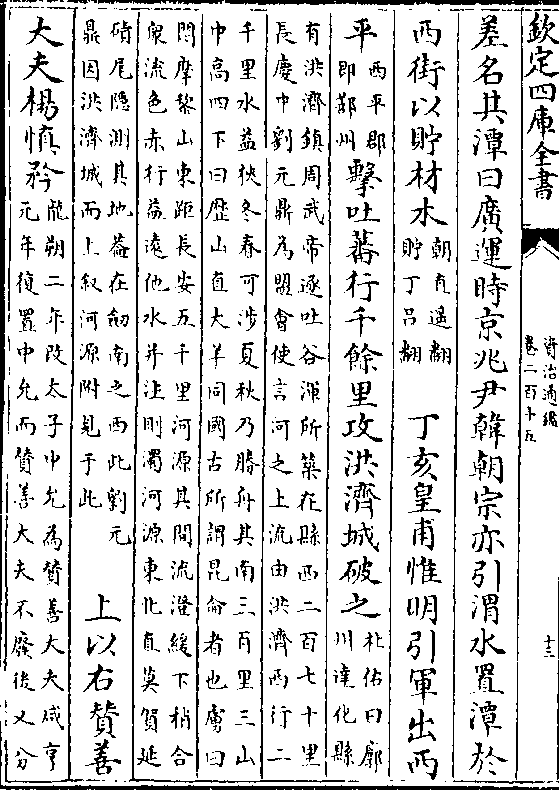 欽定四庫全書
資治通鑑
卷二百十五
十三
差名其潭曰廣運時京兆尹韓朝宗亦引渭水置潭於
西街以貯材木朝直遥翻貯丁吕翻丁亥皇甫惟明引軍出西
平西平郡即鄯州擊吐蕃行千餘里攻洪濟城破之杜佑曰廓州達化縣
有洪濟鎮周武帝逐吐谷渾所築在縣西二百七十里
長慶中劉元鼎為盟會使言河之上流由洪濟西行二
千里水益狹冬春可涉夏秋乃勝舟其南三百里三山
中高四下曰歴山直大羊同國古所謂昆侖者也虜曰
悶摩黎山東距長安五千里河源其間流澄緩下稍合
衆流色赤行益遠他水并注則濁河源東北直莫賀延
磧尾隱測其地葢在劒南之西此劉元
鼎因洪濟城而上叙河源附見于此
上以右贊善
大夫楊慎矜龍朔二年改太子中允為贊善大夫咸亨
元年復置中允而贊善大夫不廢後又分